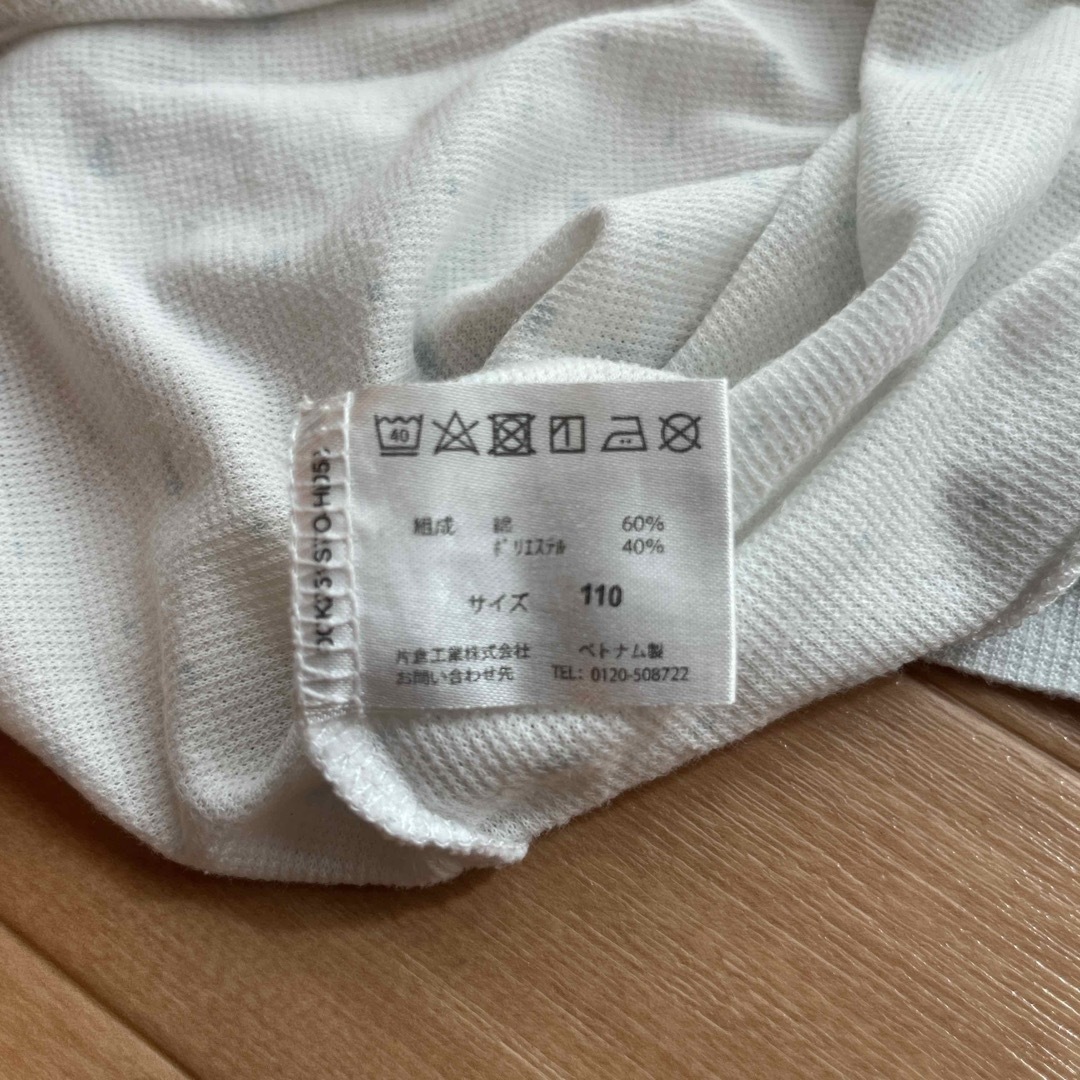 40
組成 綿 60%
ポリエステル 40%
サイズ 110
片倉工業株式会社 ベトナム製
お問い合わせ先 TEL: 0120-508722